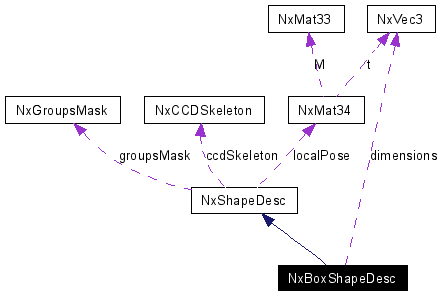 NxMat33
NxVec3
M
t
NxGroupsMask
NxCCDSkeleton
NxMat34
groupsMask
ccdSkeleton
localPose
dimensions
NxShapeDesc
NxBoxShapeDesc